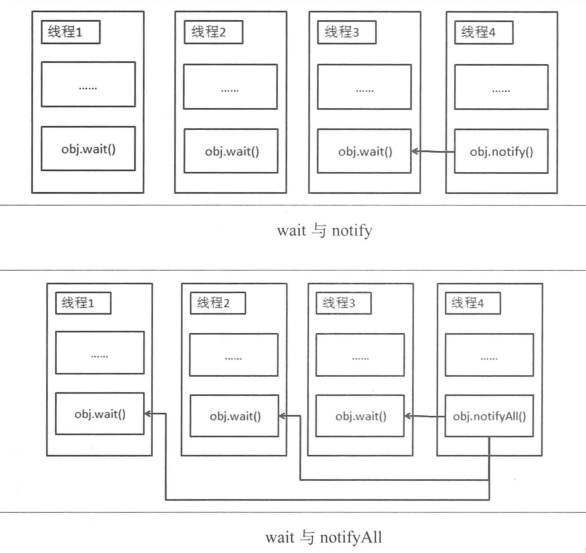 线程1 线程2 线程3 线程4
...... ...... ...... ......
obj.wait() obj.wait() obj.wait() obj.notify()
wait 与 notify
线程1 线程2 线程3 线程4
...... ...... ...... ......
obj.wait() obj.wait() obj.wait() obj.notifyAll()
wait 与 notifyAll